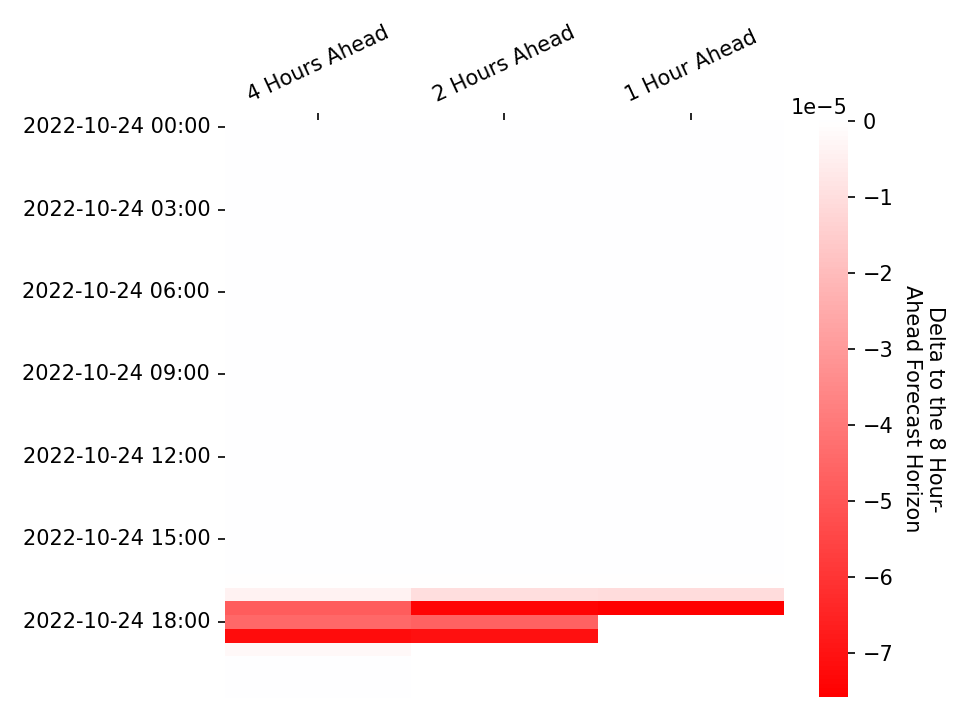 4 Hours Ahead
2 Hours Ahead
1 Hour Ahead
1e−5
2022-10-24 00:00
2022-10-24 03:00
2022-10-24 06:00
2022-10-24 09:00
2022-10-24 12:00
2022-10-24 15:00
2022-10-24 18:00
0
−1
−2
−3
−4
−5
−6
−7
Delta to the 8 Hour-
Ahead Forecast Horizon